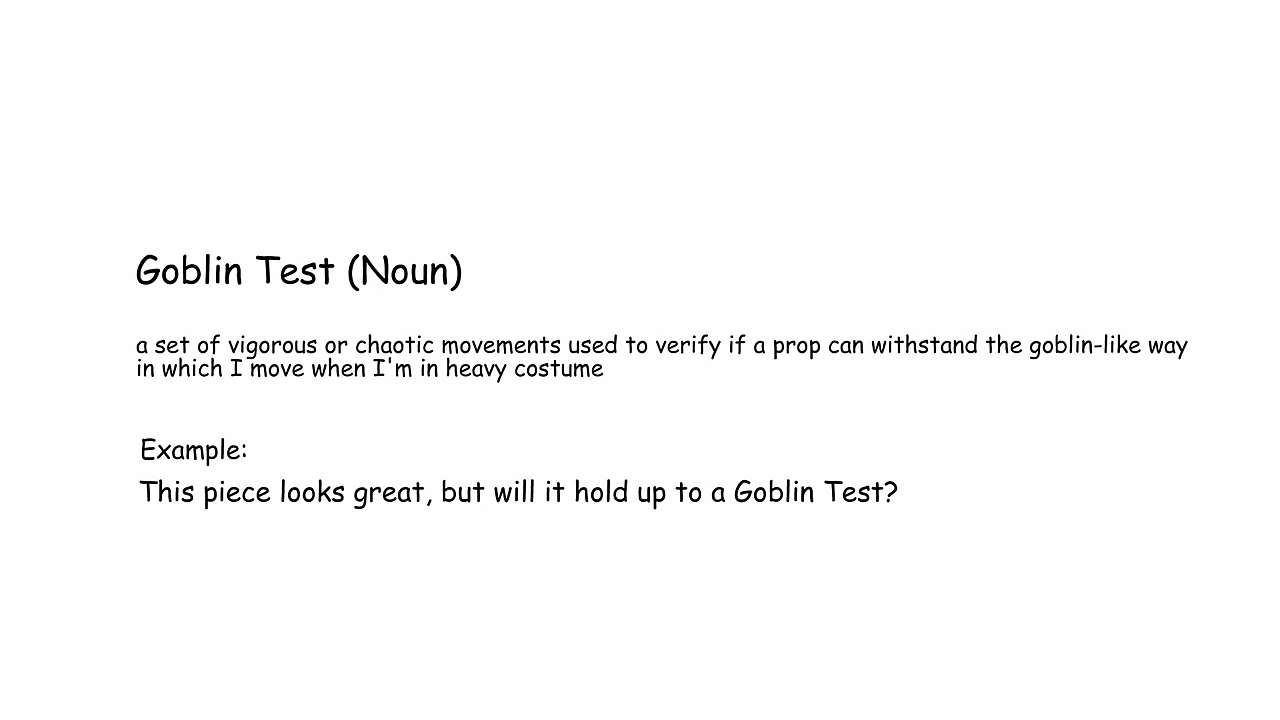 Goblin Test (Noun)
a set of vigorous or chaotic movements used to verify if a prop can withstand the goblin-like way
in which I move when I'm in heavy costume
Example:
This piece looks great, but will it hold up to a Goblin Test?